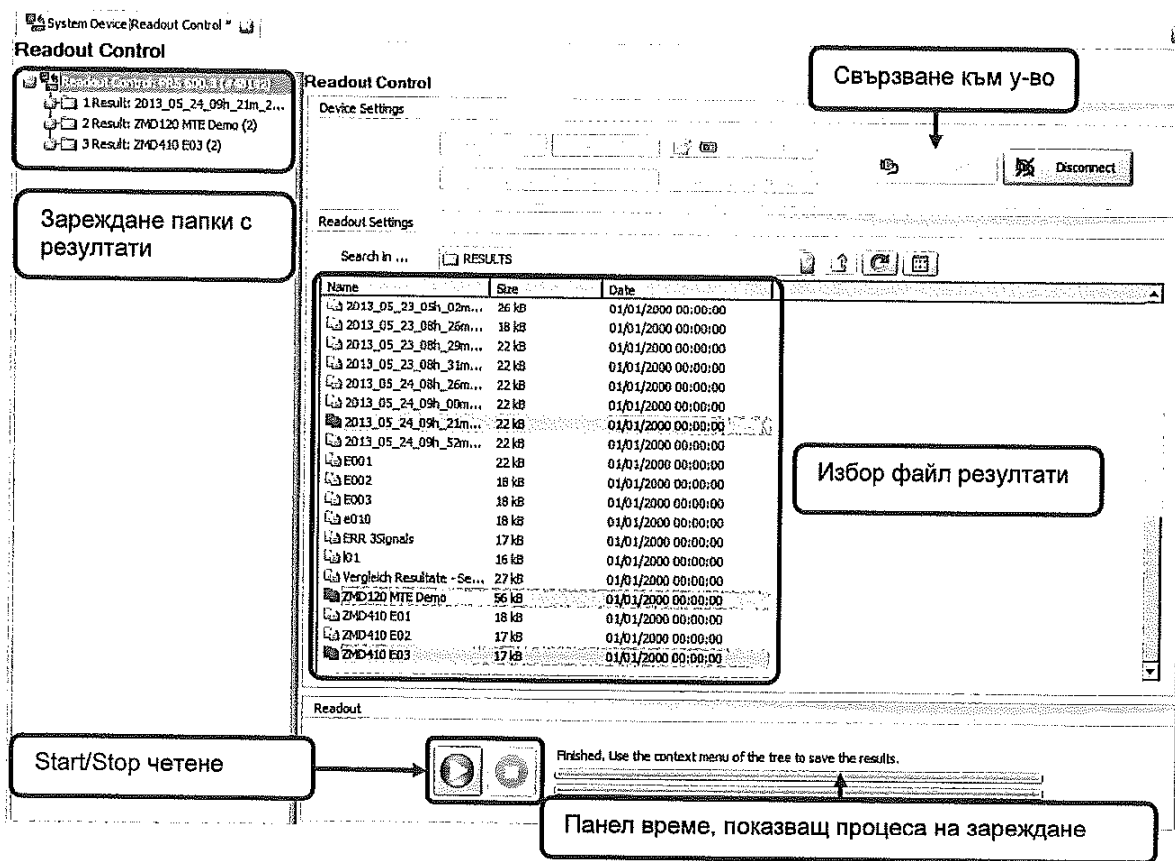 System Device|Readout Control
Readout Control
Readout Control
1 Result: 2013_05_24_09h_21m_2...
2 Result: ZMD120 MTE Demo (2)
3 Result: ZMD410 E03 (2)
Зареждане папки с
резултати
Readout Control
Свързване към у-во
Device Settings
Disconnect
Readout Settings
Search in ... RESULTS
Name Size Date
2013_05_23_05h_02m... 26 kB 01/01/2000 00:00:00
2013_05_23_08h_26m... 18 kB 01/01/2000 00:00:00
2013_05_23_08h_29m... 22 kB 01/01/2000 00:00:00
2013_05_23_08h_31m... 22 kB 01/01/2000 00:00:00
2013_05_24_08h_26m... 22 kB 01/01/2000 00:00:00
2013_05_24_09h_00m... 22 kB 01/01/2000 00:00:00
2013_05_24_09h_21m... 22 kB 01/01/2000 00:00:00
2013_05_24_09h_52m... 22 kB 01/01/2000 00:00:00
E001 22 kB 01/01/2000 00:00:00
E002 18 kB 01/01/2000 00:00:00
E003 18 kB 01/01/2000 00:00:00
e010 18 kB 01/01/2000 00:00:00
ERR 3Signals 17 kB 01/01/2000 00:00:00
l01 16 kB 01/01/2000 00:00:00
Vergleich Resultate - Se... 27 kB 01/01/2000 00:00:00
ZMD120 MTE Demo 56 kB 01/01/2000 00:00:00
ZMD410 E01 18 kB 01/01/2000 00:00:00
ZMD410 E02 17 kB 01/01/2000 00:00:00
ZMD410 E03 17 kB 01/01/2000 00:00:00
Избор файл резултати
Readout
Start/Stop четене
Finished. Use the context menu of the tree to save the results.
Панел време, показващ процеса на зареждане